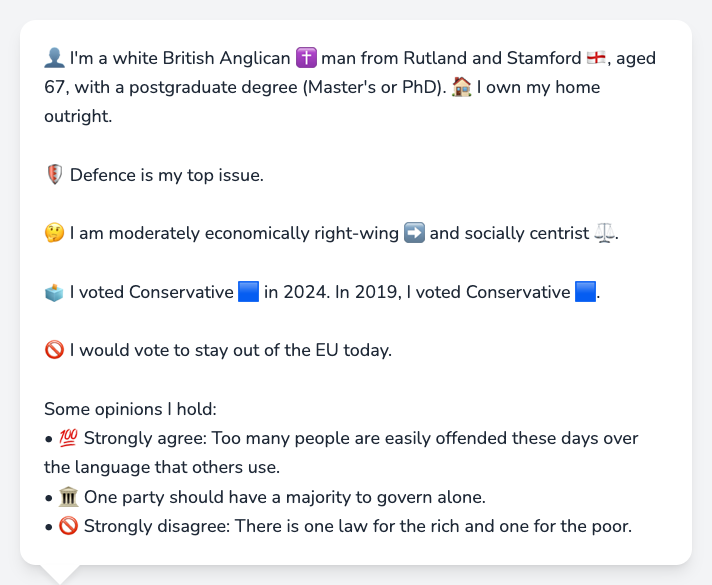 👤 I'm a white British Anglican ✝️ man from Rutland and Stamford 🏴󠁧󠁢󠁥󠁮󠁧󠁿, aged
67, with a postgraduate degree (Master's or PhD). 🏠 I own my home
outright.
🛡️ Defence is my top issue.
🤔 I am moderately economically right-wing ➡️ and socially centrist ⚖️.
🗳️ I voted Conservative 🟦 in 2024. In 2019, I voted Conservative 🟦.
🚫 I would vote to stay out of the EU today.
Some opinions I hold:
• 💯 Strongly agree: Too many people are easily offended these days over
the language that others use.
• 🏛️ One party should have a majority to govern alone.
• 🚫 Strongly disagree: There is one law for the rich and one for the poor.